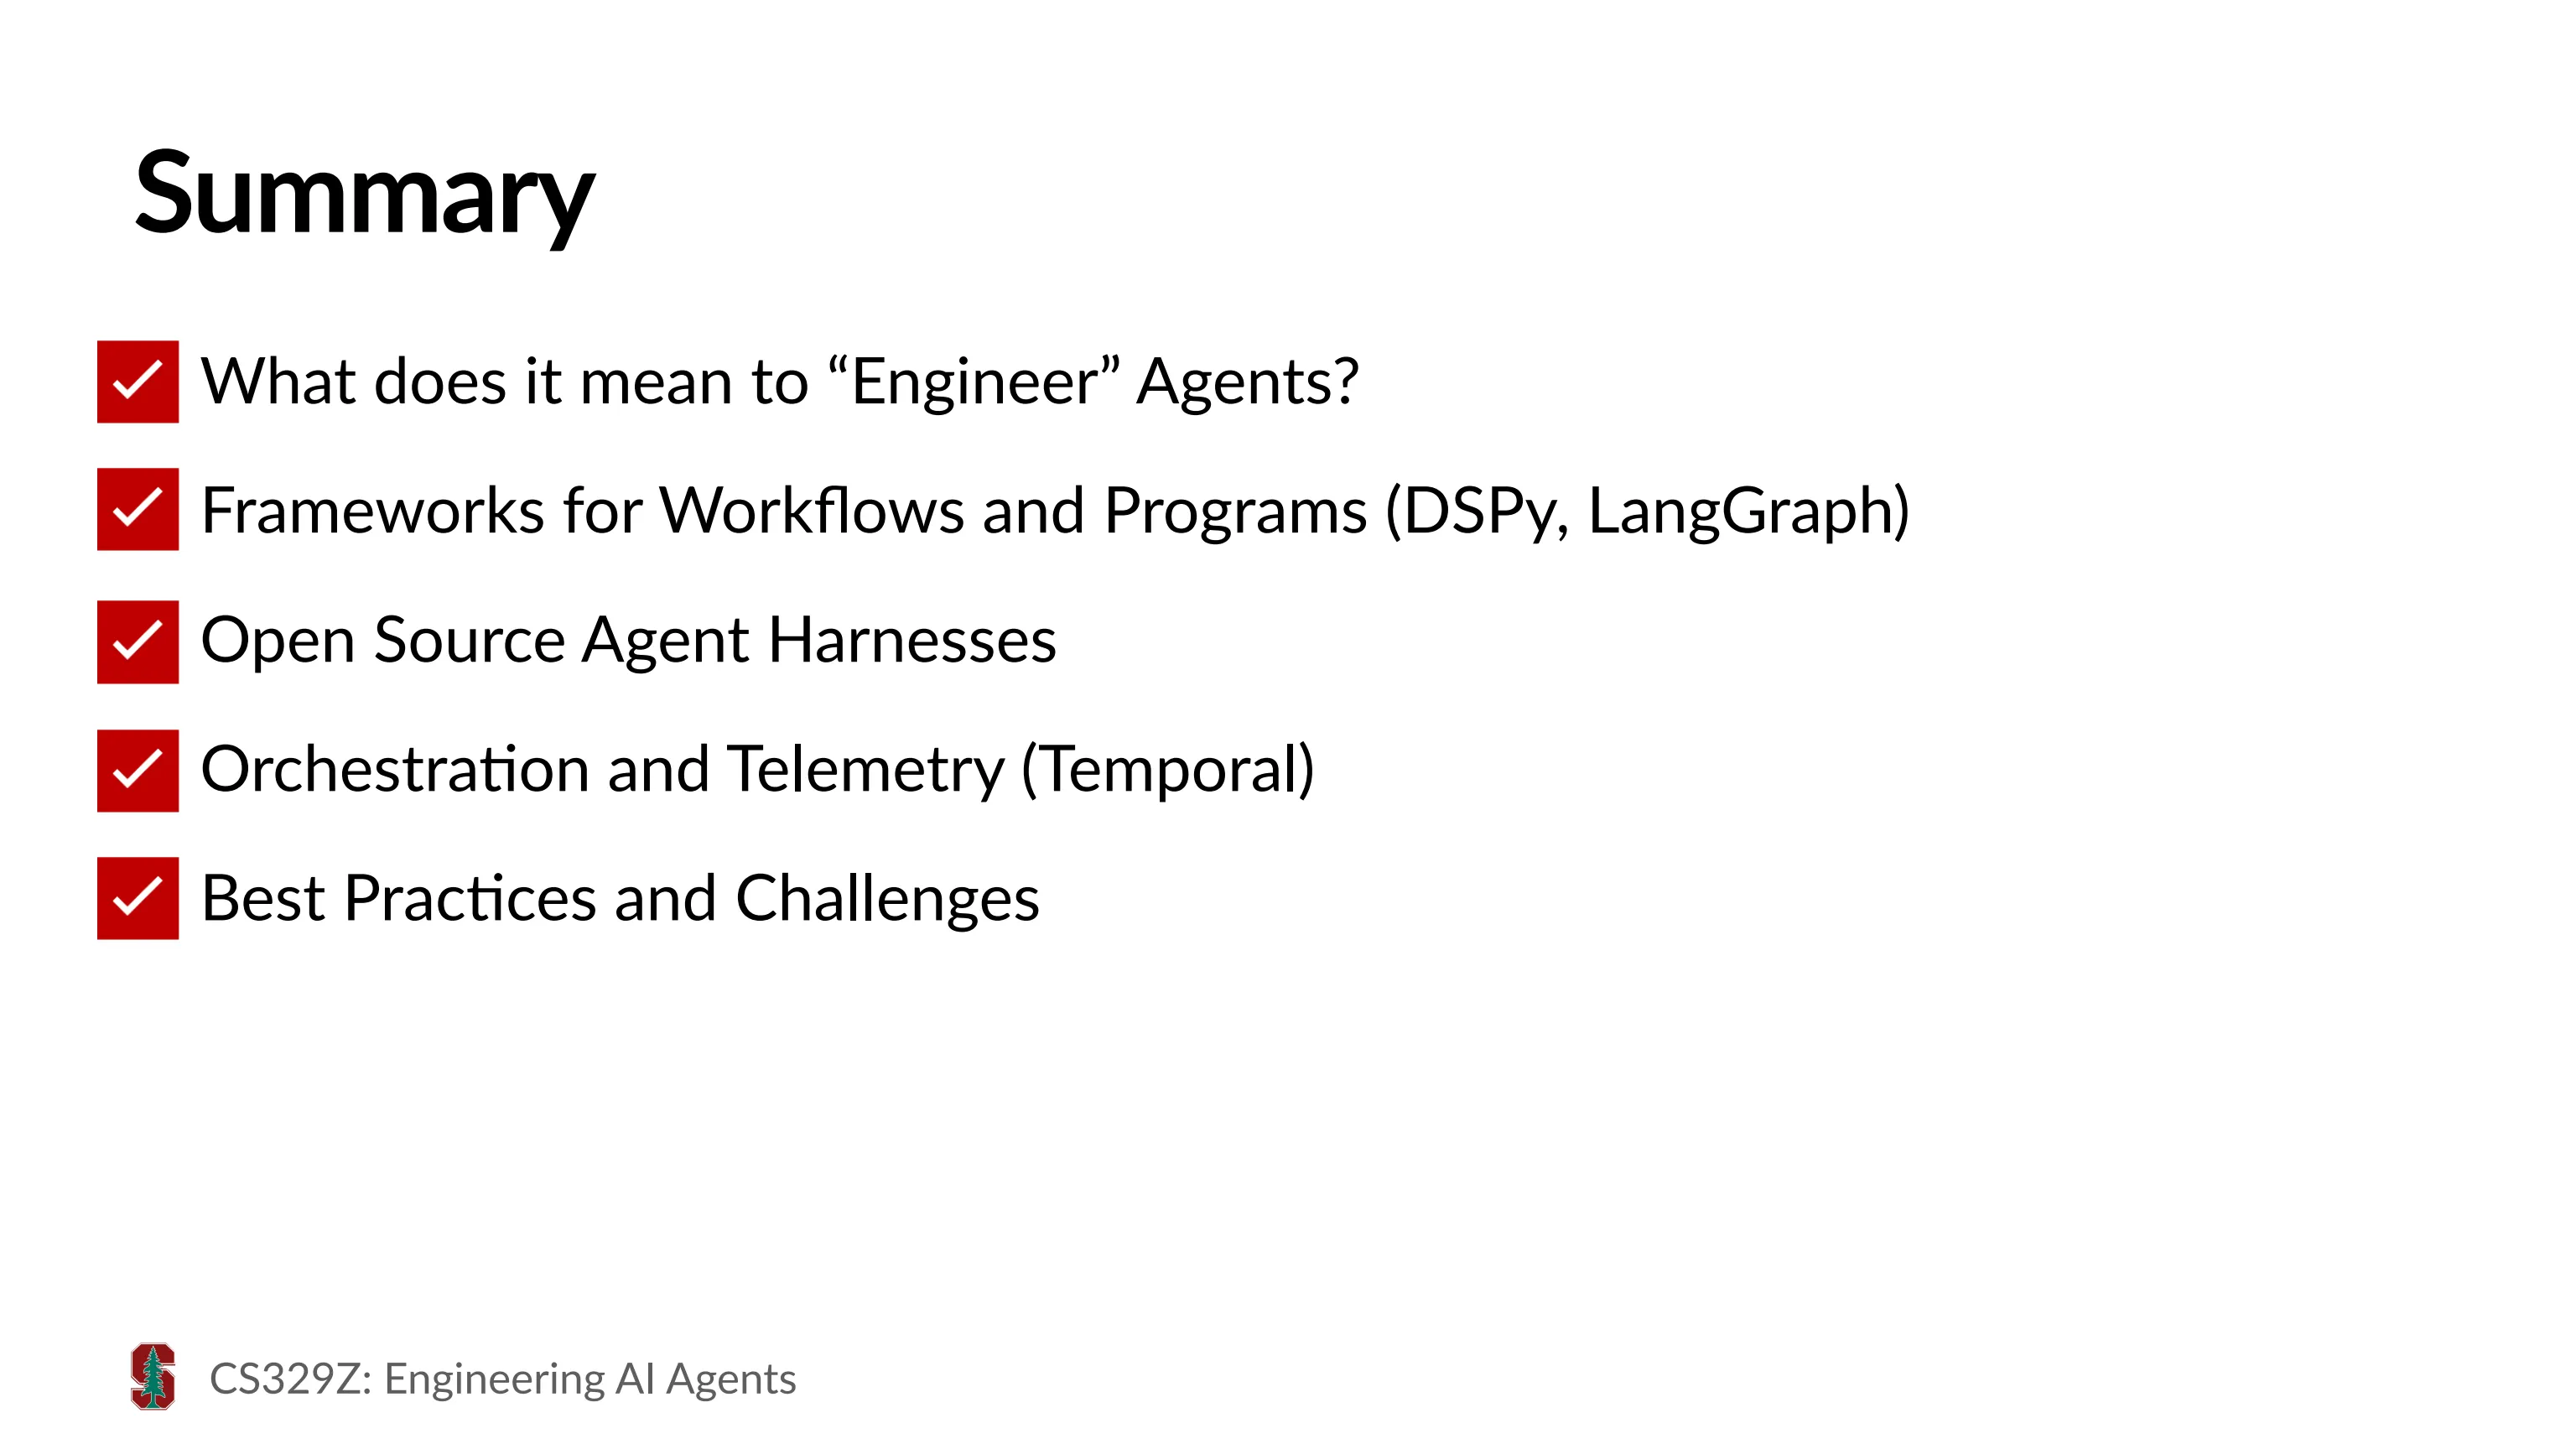 Summary
What does it mean to “Engineer” Agents?
Frameworks for Workflows and Programs (DSPy, LangGraph)
Open Source Agent Harnesses
Orchestration and Telemetry (Temporal)
Best Practices and Challenges
CS329Z: Engineering AI Agents